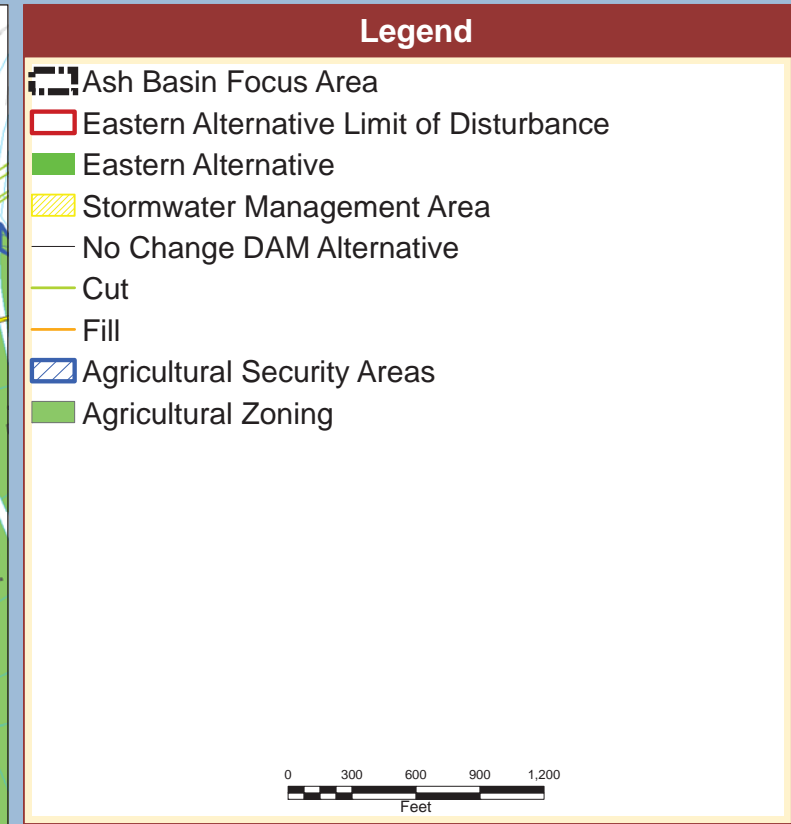 Legend
Ash Basin Focus Area
Eastern Alternative Limit of Disturbance
Eastern Alternative
Stormwater Management Area
No Change DAM Alternative
Cut
Fill
Agricultural Security Areas
Agricultural Zoning
0 300 600 900 1,200
Feet